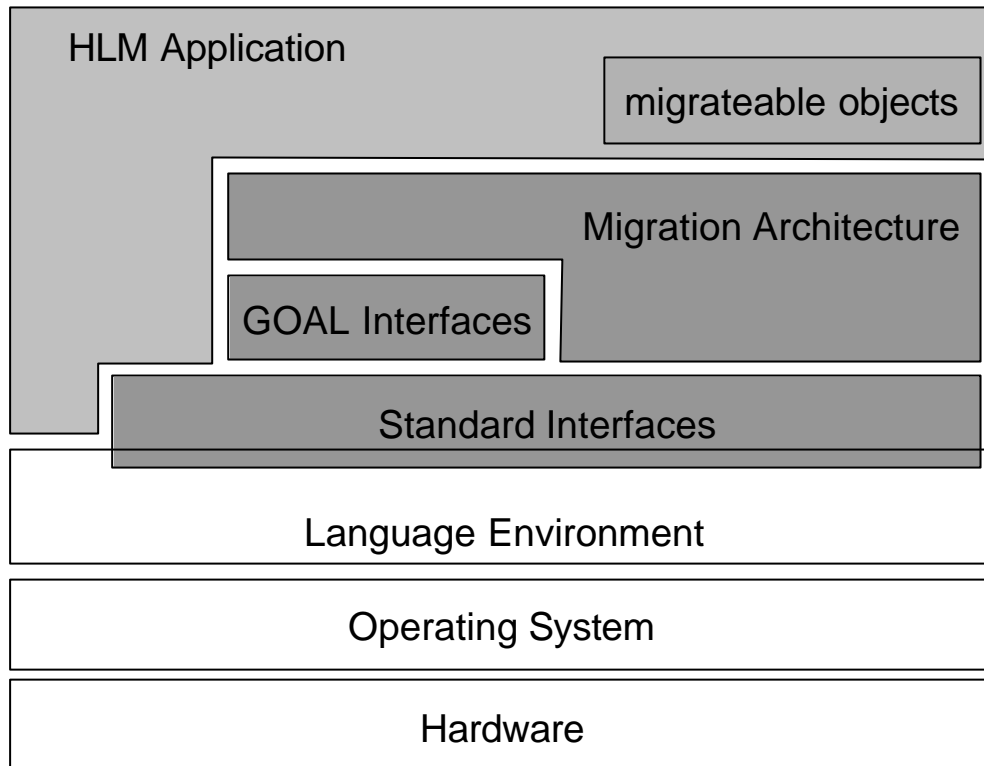 HLM Application
migrateable objects
Migration Architecture
GOAL Interfaces
Standard Interfaces
Language Environment
Operating System
Hardware